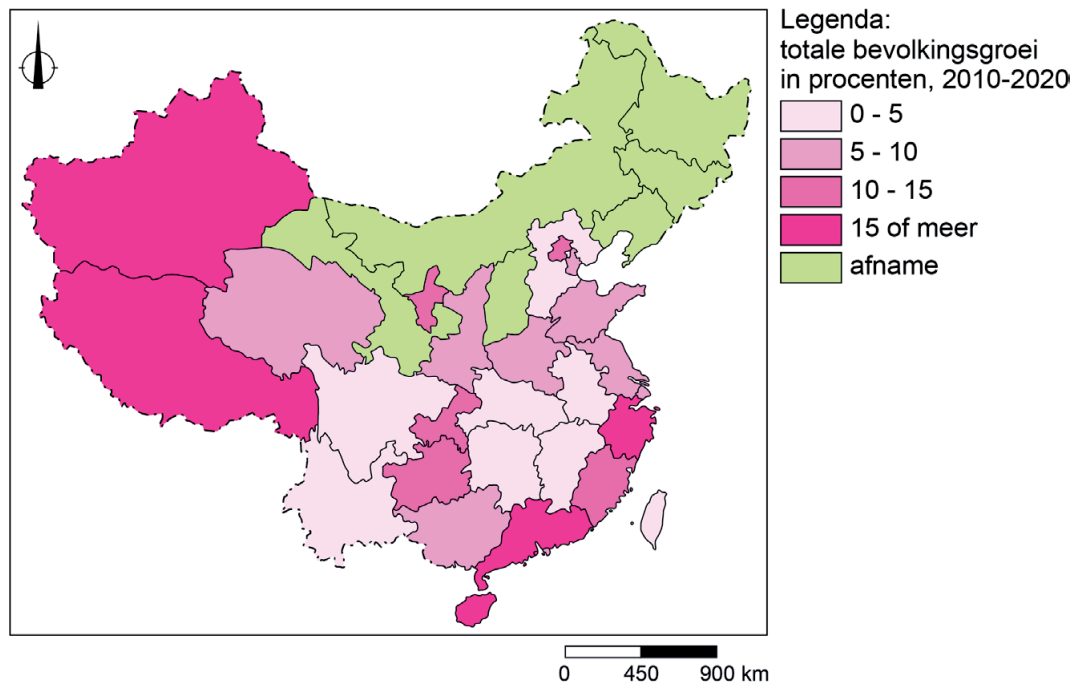 Legenda:
totale bevolkingsgroei
in procenten, 2010-2020
0 - 5
5 - 10
10 - 15
15 of meer
afname
0 450 900 km